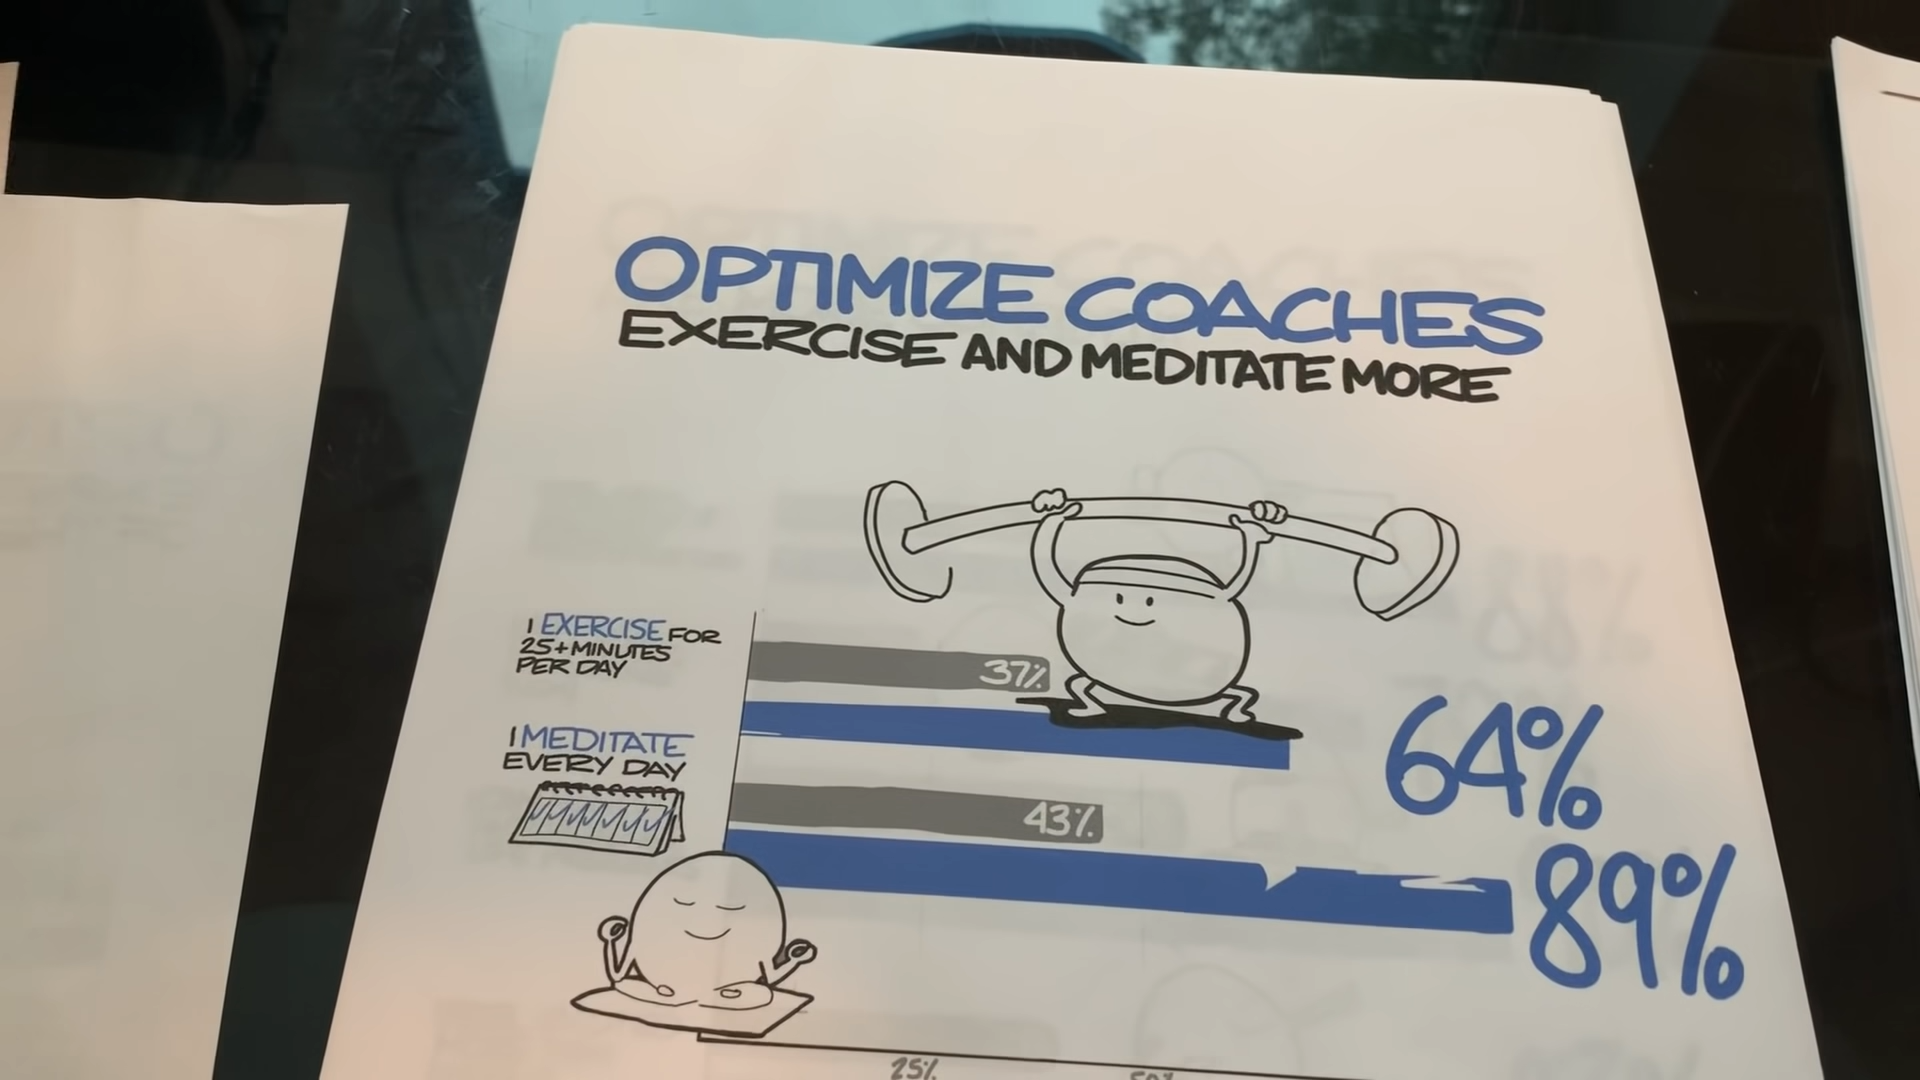 OPTIMIZE COACHES
EXERCISE AND MEDITATE MORE
I EXERCISE FOR
25+ MINUTES
PER DAY
37%
64%
I MEDITATE
EVERY DAY
43%
89%
25%